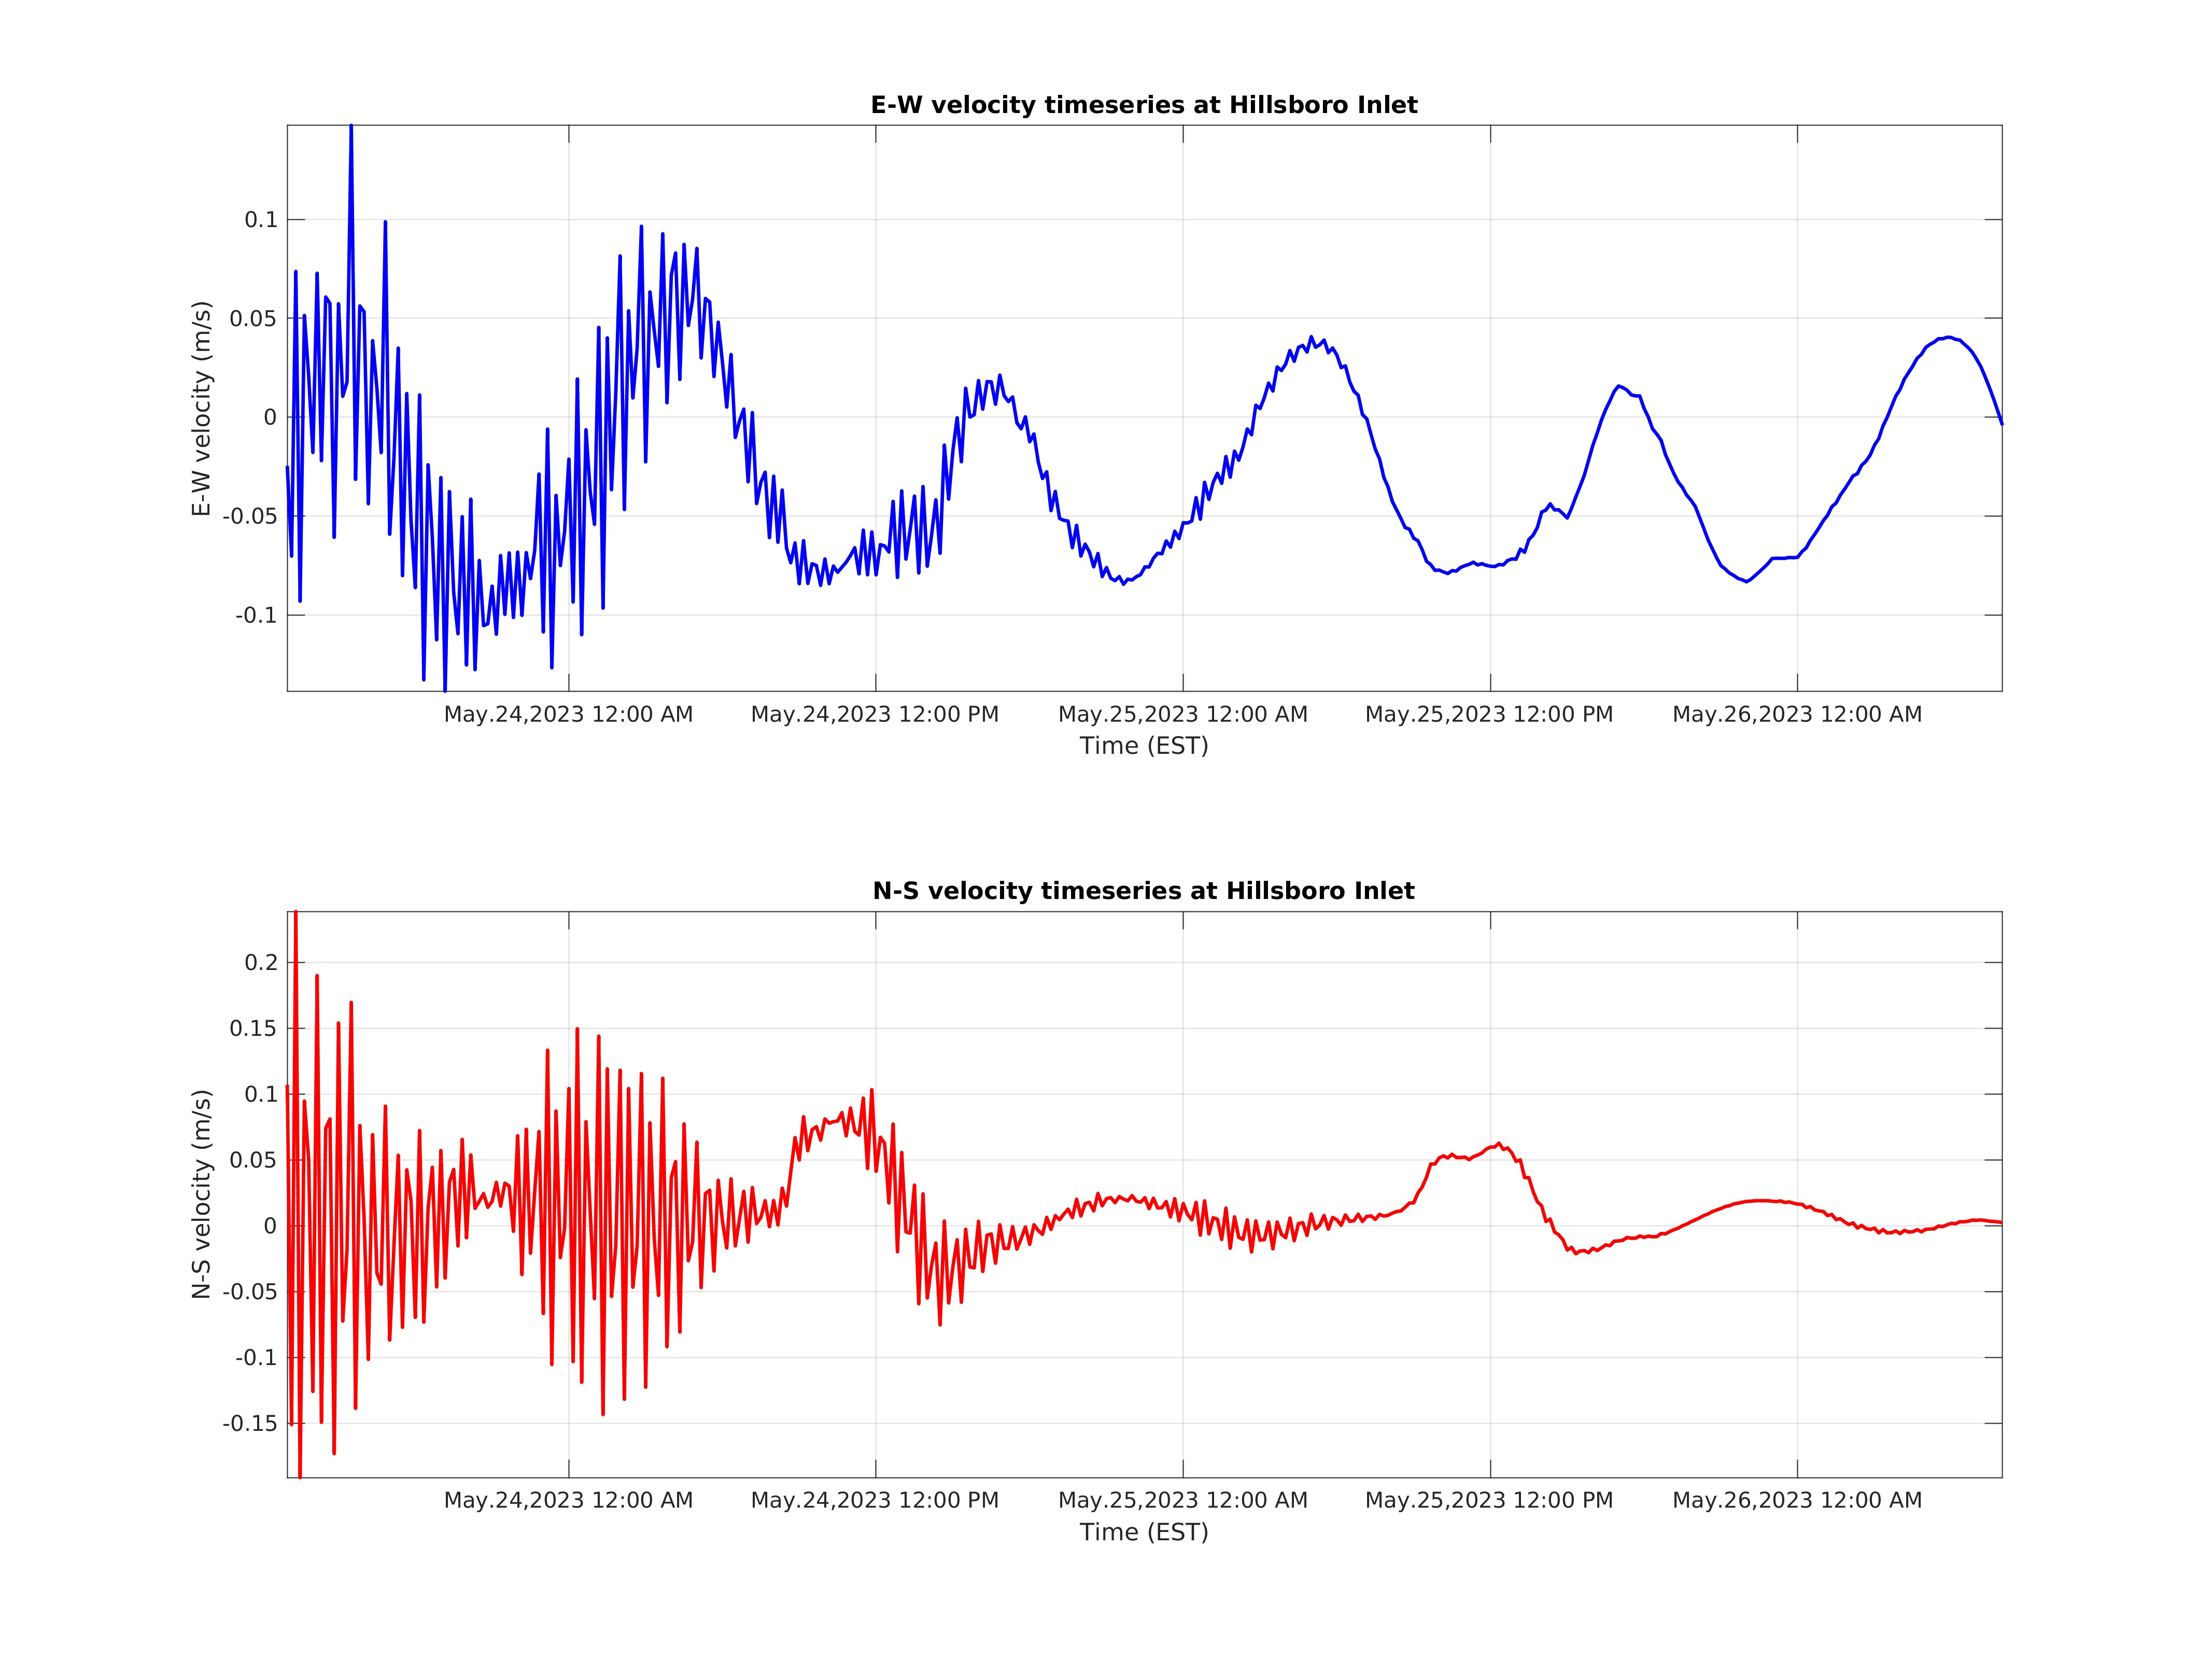 E-W velocity timeseries at Hillsboro Inlet
E-W velocity (m/s)
0.1
0.05
0
-0.05
-0.1
May.24,2023 12:00 AM May.24,2023 12:00 PM May.25,2023 12:00 AM May.25,2023 12:00 PM May.26,2023 12:00 AM
Time (EST)
N-S velocity timeseries at Hillsboro Inlet
N-S velocity (m/s)
0.2
0.15
0.1
0.05
0
-0.05
-0.1
-0.15
May.24,2023 12:00 AM May.24,2023 12:00 PM May.25,2023 12:00 AM May.25,2023 12:00 PM May.26,2023 12:00 AM
Time (EST)